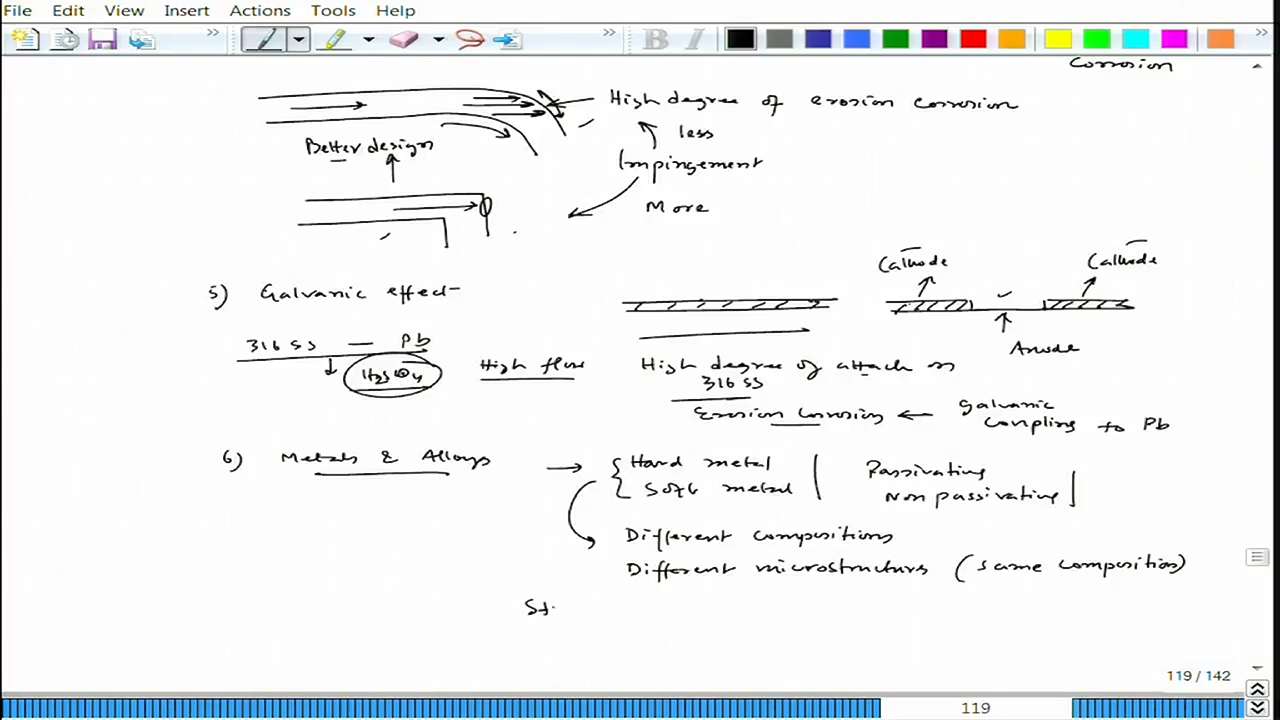 File Edit View Insert Actions Tools Help
B I
Corrosion
High degree of erosion corrosion
less
Better design
Impingement
More
Cathode Cathode
5) Galvanic effect
316 SS — Pb
Anode
H2SO4 High flow High degree of attack on
316 SS
Erosion Corrosion ← Galvanic
coupling to Pb
6) Metals & Alloys → { Hard metal | Passivating
Soft metal | Non passivating ]
Different compositions
Different microstructures (same composition)
St
119 / 142
119